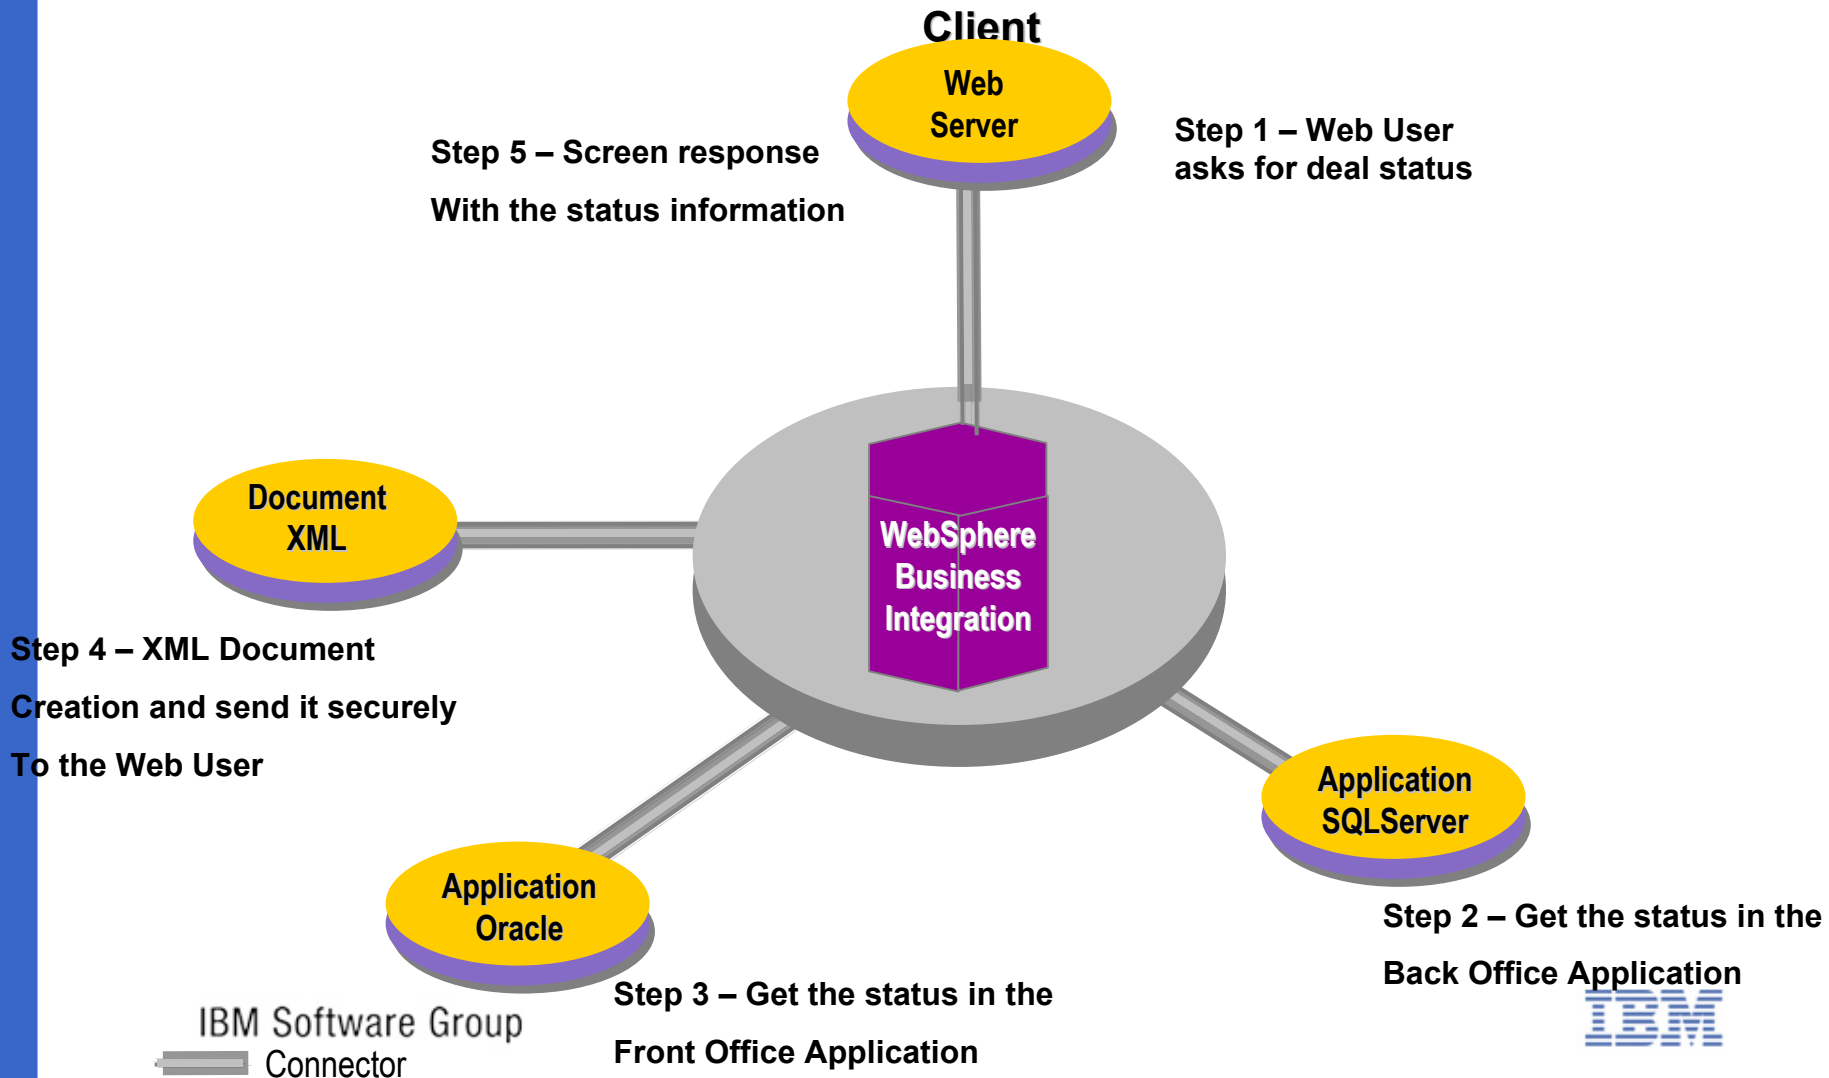 Client
Web
Server
Step 1 – Web User
asks for deal status
Step 5 – Screen response
With the status information
Document
XML
WebSphere
Business
Integration
Step 4 – XML Document
Creation and send it securely
To the Web User
Application
SQLServer
Application
Oracle
Step 2 – Get the status in the
Back Office Application
Step 3 – Get the status in the
Front Office Application
IBM Software Group
Connector
IBM